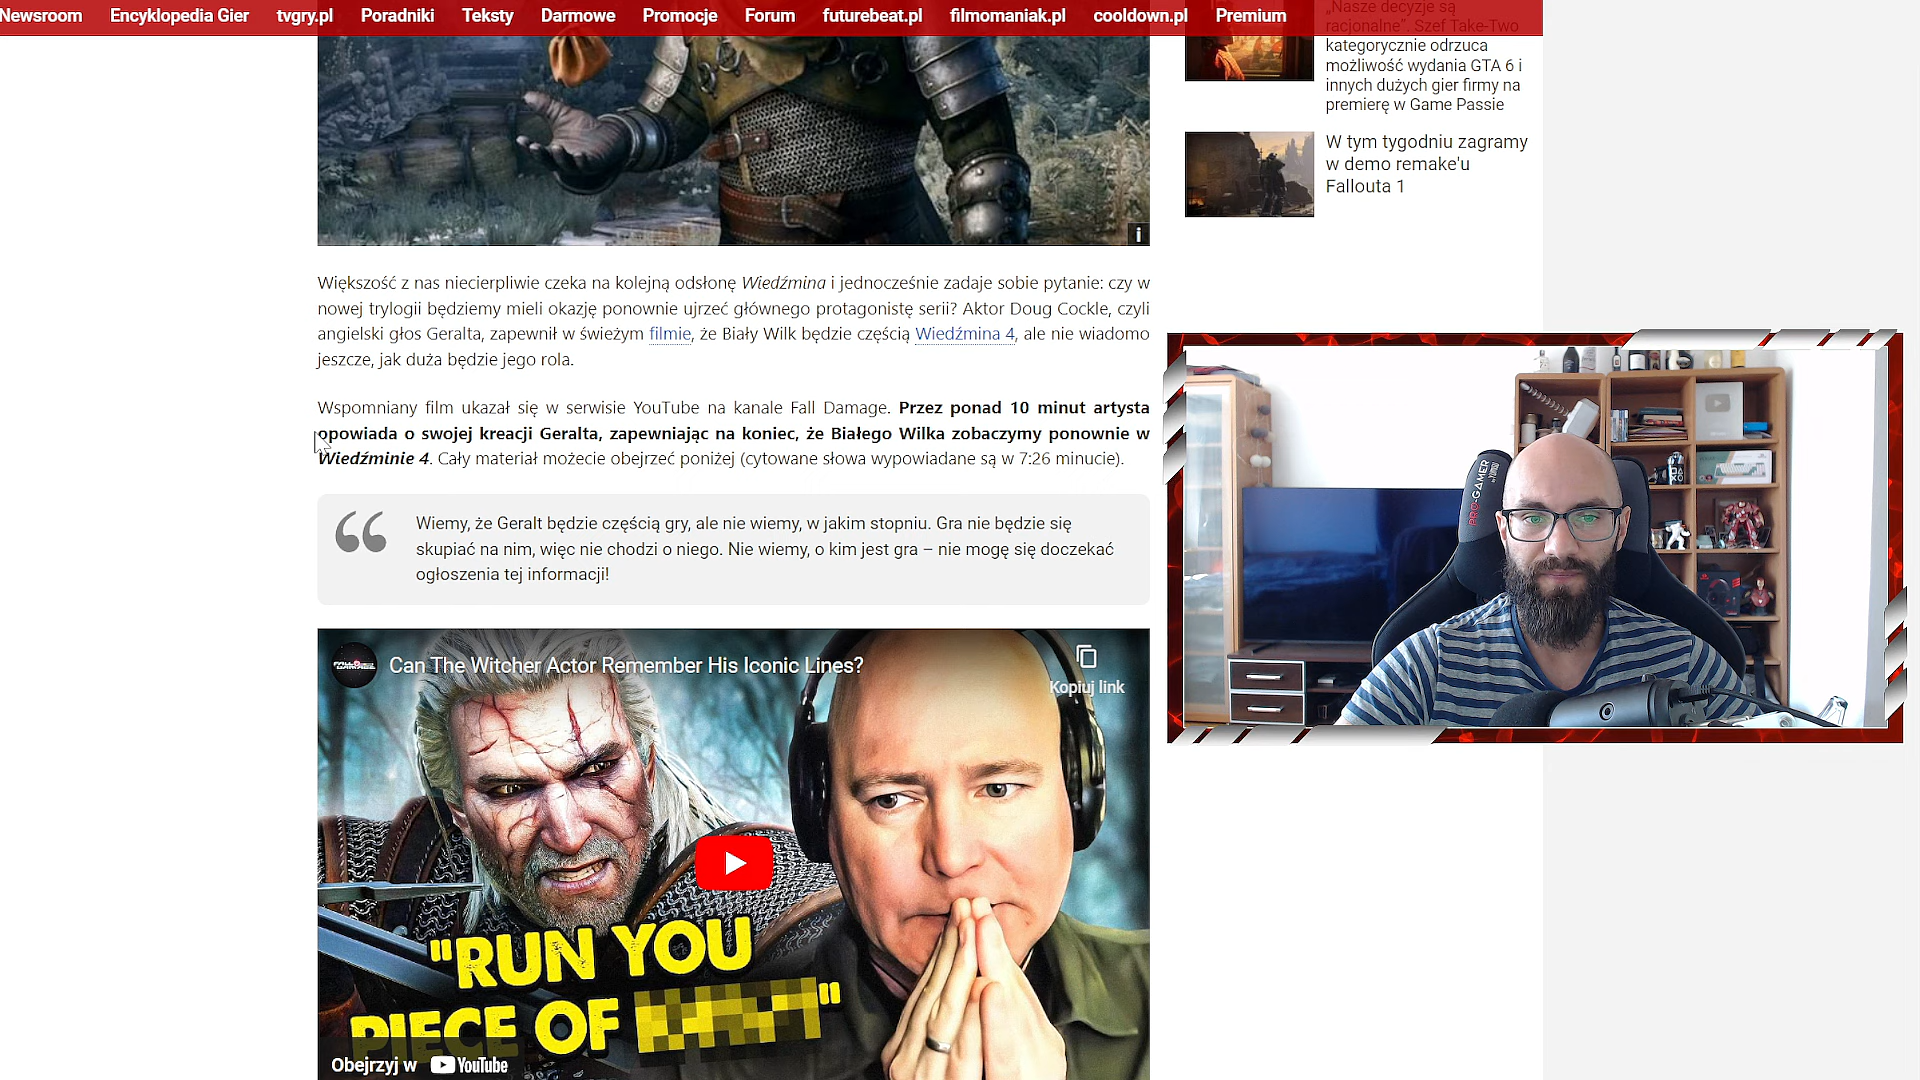 Newsroom Encyklopedia Gier tvgry.pl Poradniki Teksty Darmowe Promocje Forum futurebeat.pl filmomaniak.pl cooldown.pl Premium
„Nasze decyzje są
racjonalne”. Szef Take-Two
kategorycznie odrzuca
możliwość wydania GTA 6 i
innych dużych gier firmy na
premierę w Game Passie
W tym tygodniu zagramy
w demo remake'u
Fallouta 1
i
Większość z nas niecierpliwie czeka na kolejną odsłonę Wiedźmina i jednocześnie zadaje sobie pytanie: czy w
nowej trylogii będziemy mieli okazję ponownie ujrzeć głównego protagonistę serii? Aktor Doug Cockle, czyli
angielski głos Geralta, zapewnił w świeżym filmie, że Biały Wilk będzie częścią Wiedźmina 4, ale nie wiadomo
jeszcze, jak duża będzie jego rola.
Wspomniany film ukazał się w serwisie YouTube na kanale Fall Damage. Przez ponad 10 minut artysta
opowiada o swojej kreacji Geralta, zapewniając na koniec, że Białego Wilka zobaczymy ponownie w
Wiedźminie 4. Cały materiał możecie obejrzeć poniżej (cytowane słowa wypowiadane są w 7:26 minucie).
Wiemy, że Geralt będzie częścią gry, ale nie wiemy, w jakim stopniu. Gra nie będzie się
skupiać na nim, więc nie chodzi o niego. Nie wiemy, o kim jest gra – nie mogę się doczekać
ogłoszenia tej informacji!
Can The Witcher Actor Remember His Iconic Lines?
Kopiuj link
"RUN YOU
PIECE OF "
Obejrzyj w YouTube
PRO-GAMER